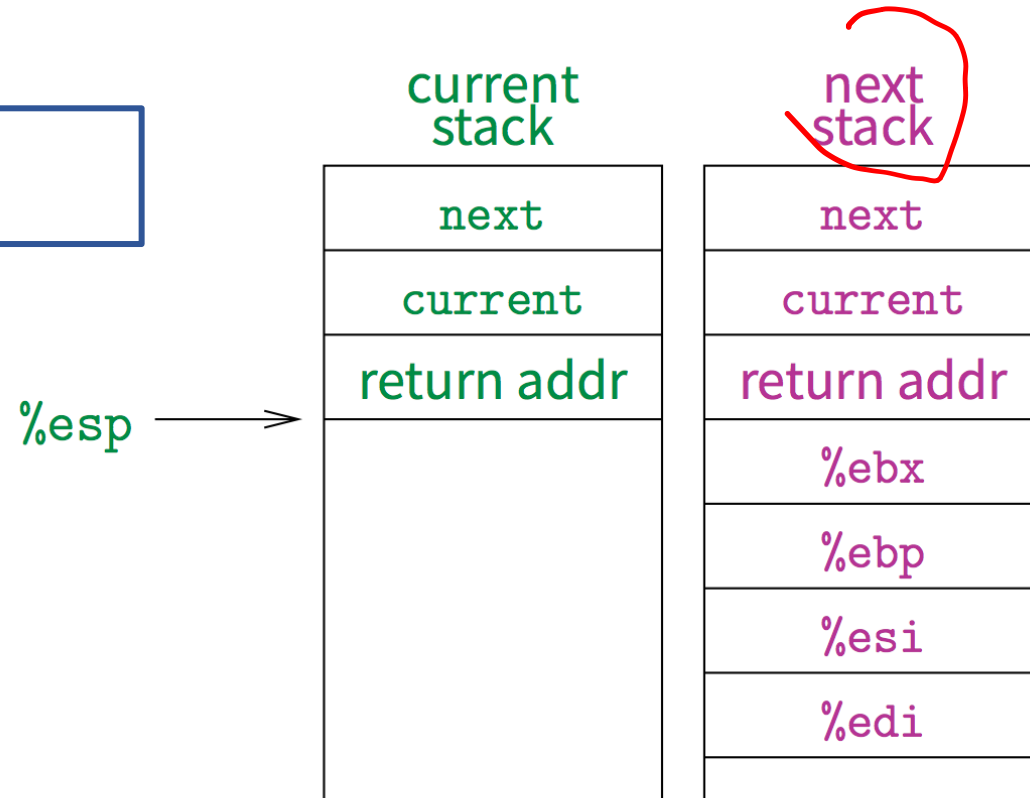 current
stack
next
stack
next
current
return addr
%esp
next
current
return addr
%ebx
%ebp
%esi
%edi